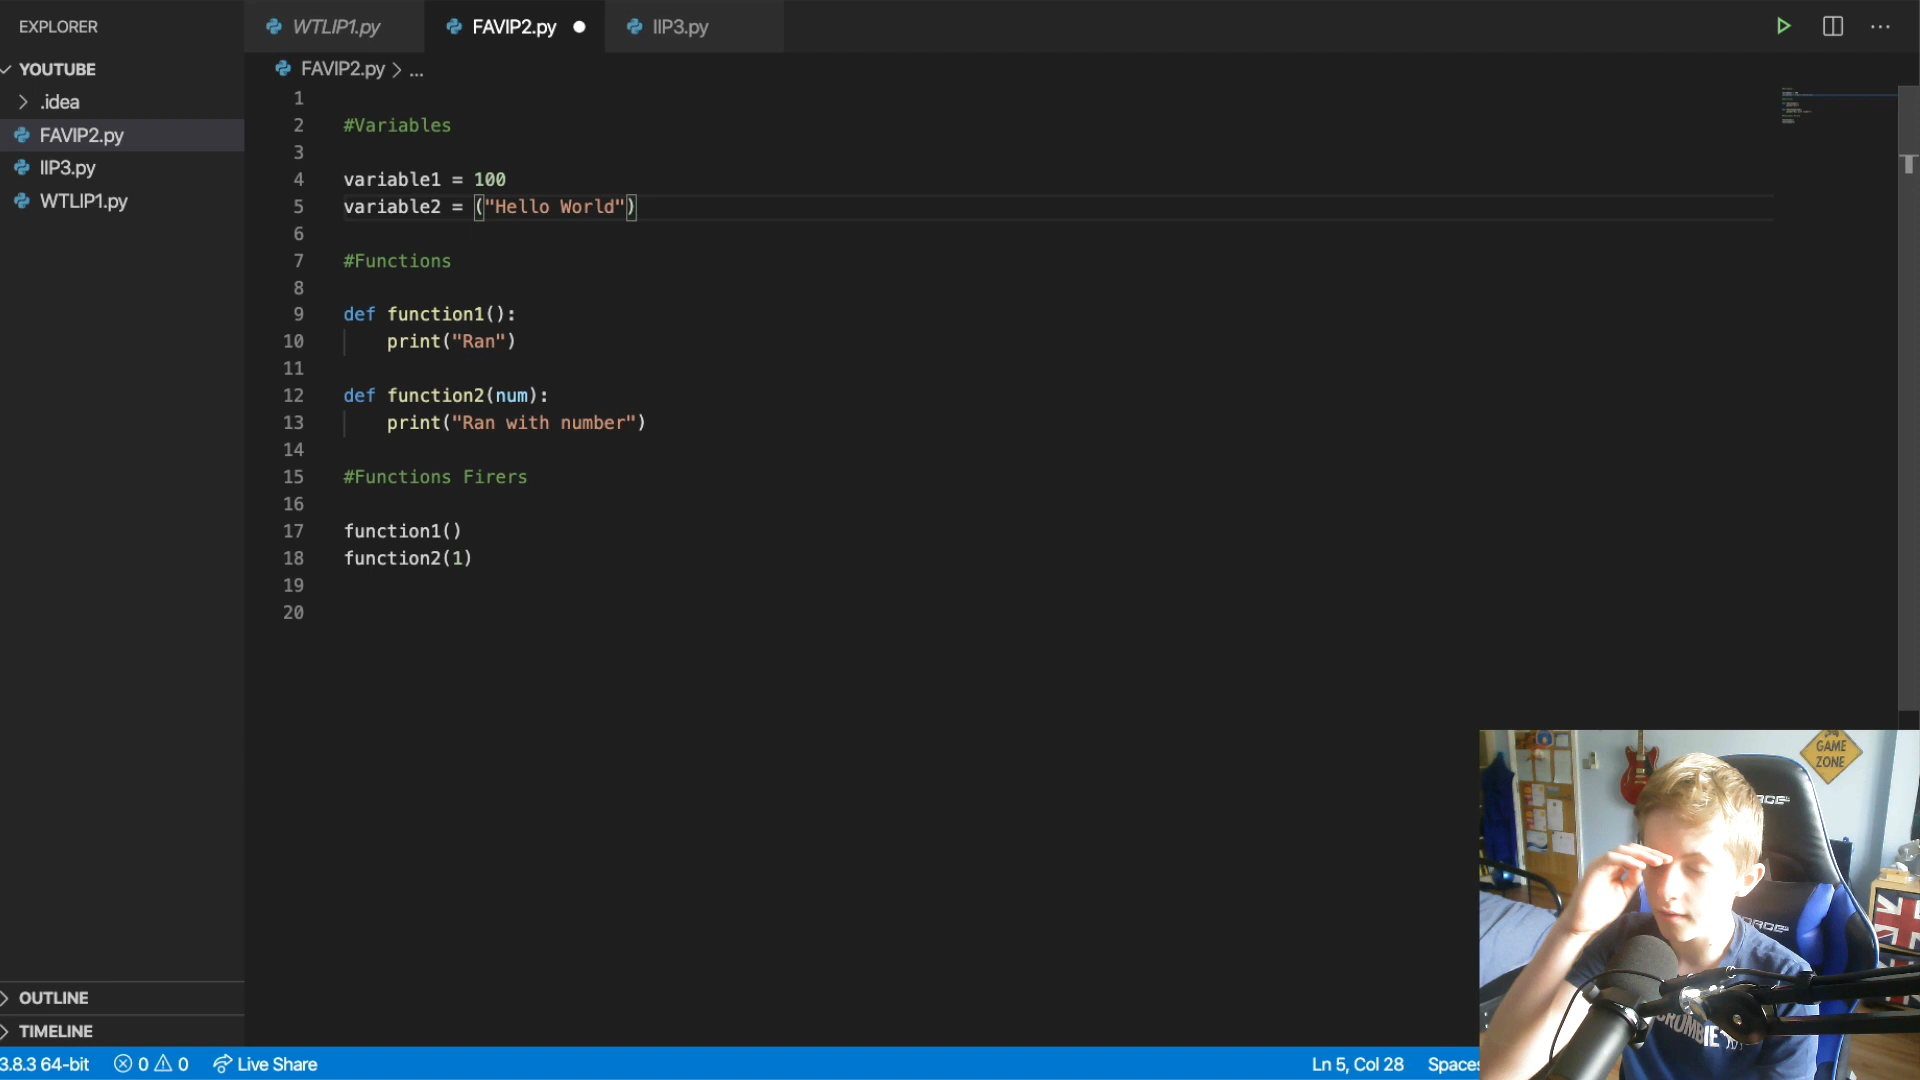 EXPLORER
WTLIP1.py
FAVIP2.py
IIP3.py
YOUTUBE
.idea
FAVIP2.py
IIP3.py
WTLIP1.py
FAVIP2.py > ...
1
2 #Variables
3
4 variable1 = 100
5 variable2 = ("Hello World")
6
7 #Functions
8
9 def function1():
10 print("Ran")
11
12 def function2(num):
13 print("Ran with number")
14
15 #Functions Firers
16
17 function1()
18 function2(1)
19
20
GAME
ZONE
OUTLINE
TIMELINE
3.8.3 64-bit
0
0
Live Share
Ln 5, Col 28
Spaces